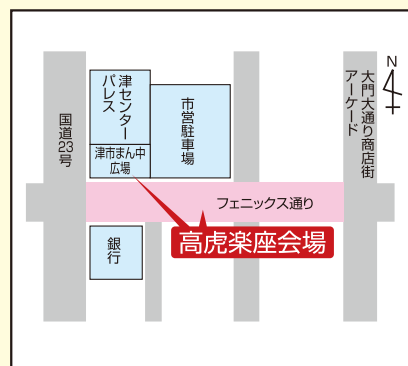 国道23号
津センター
パレス
津市まん中
広場
市営駐車場
大門大通り商店街
アーケード
N
フェニックス通り
銀行
高虎楽座会場